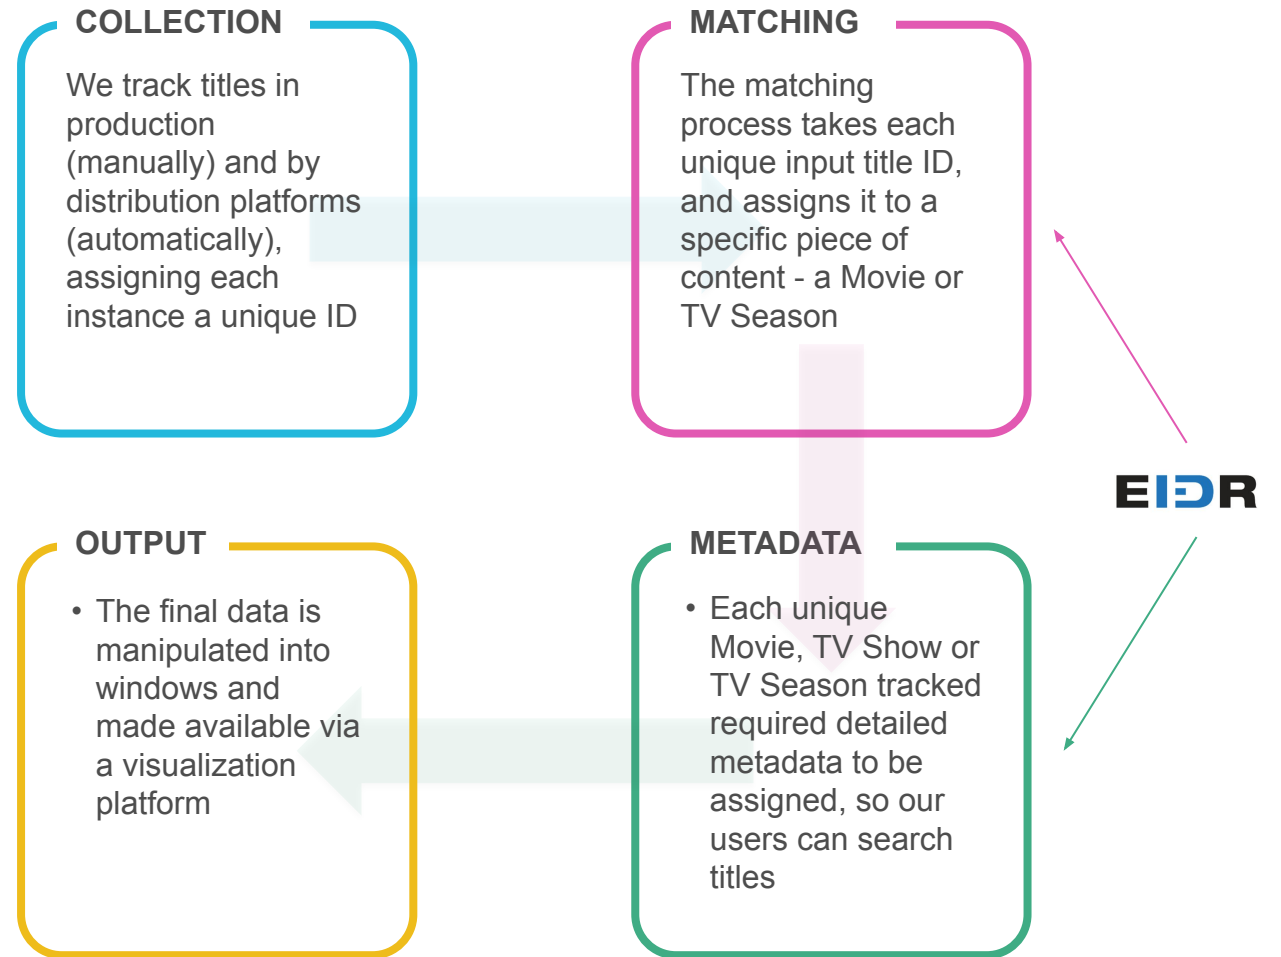 COLLECTION
We track titles in
production
(manually) and by
distribution platforms
(automatically),
assigning each
instance a unique ID
MATCHING
The matching
process takes each
unique input title ID,
and assigns it to a
specific piece of
content - a Movie or
TV Season
EIDR
OUTPUT
• The final data is
manipulated into
windows and
made available via
a visualization
platform
METADATA
• Each unique
Movie, TV Show or
TV Season tracked
required detailed
metadata to be
assigned, so our
users can search
titles